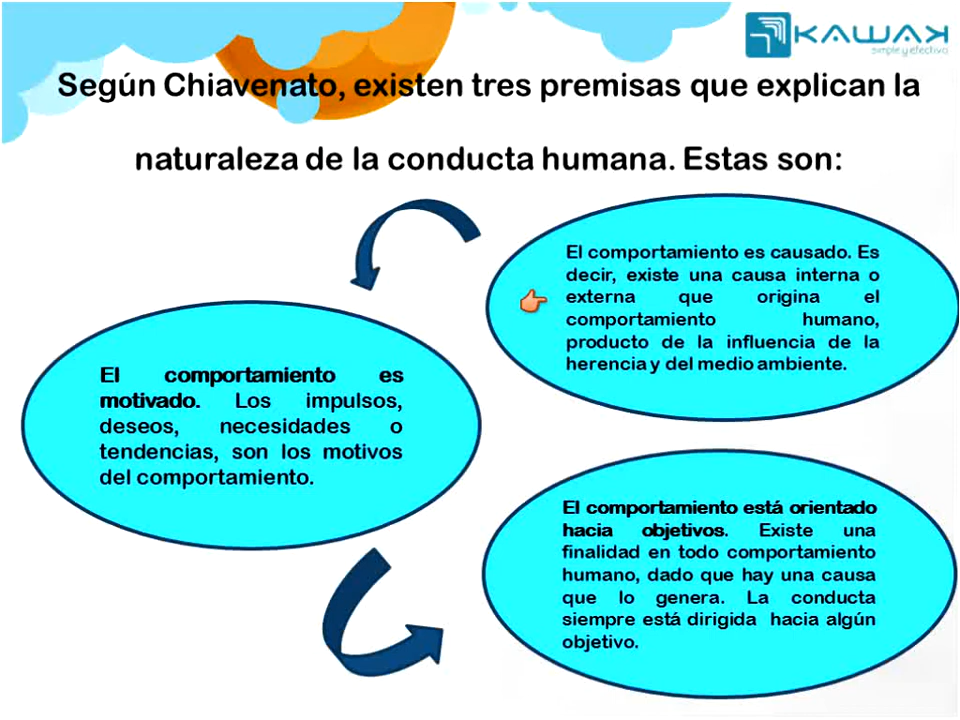 KAWAK
simple y efectivo
Según Chiavenato, existen tres premisas que explican la
naturaleza de la conducta humana. Estas son:
El comportamiento es causado. Es
decir, existe una causa interna o
externa que origina el
comportamiento humano,
producto de la influencia de la
herencia y del medio ambiente.
El comportamiento es
motivado. Los impulsos,
deseos, necesidades o
tendencias, son los motivos
del comportamiento.
El comportamiento está orientado
hacia objetivos. Existe una
finalidad en todo comportamiento
humano, dado que hay una causa
que lo genera. La conducta
siempre está dirigida hacia algún
objetivo.